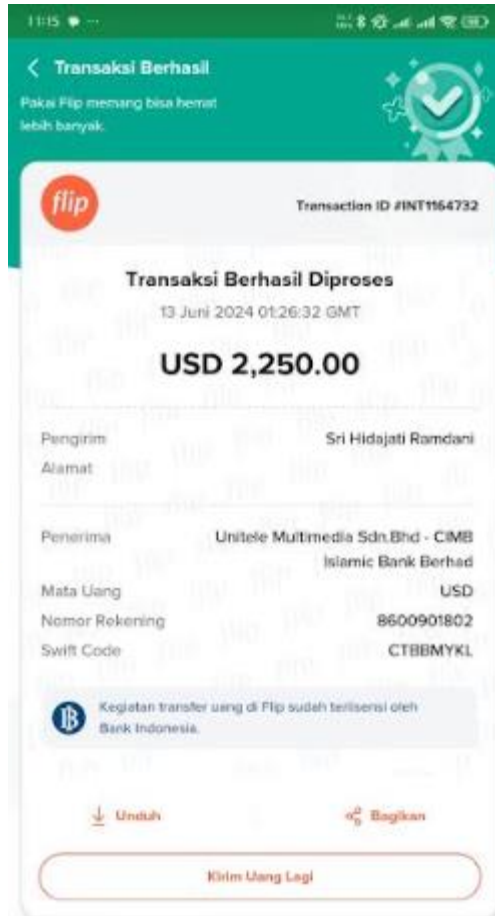 11:15
Transaksi Berhasil
Pakai Flip memang bisa hemat
lebih banyak.
flip
Transaction ID #INT1164732
Transaksi Berhasil Diproses
13 Juni 2024 01:26:32 GMT
USD 2,250.00
Pengirim Sri Hidajati Ramdani
Alamat
Penerima Unitele Multimedia Sdn.Bhd - CIMB
Islamic Bank Berhad
Mata Uang USD
Nomor Rekening 8600901802
Swift Code CTBBMYKL
Kegiatan transfer uang di Flip sudah terlisensi oleh
Bank Indonesia.
Unduh Bagikan
Kirim Uang Lagi